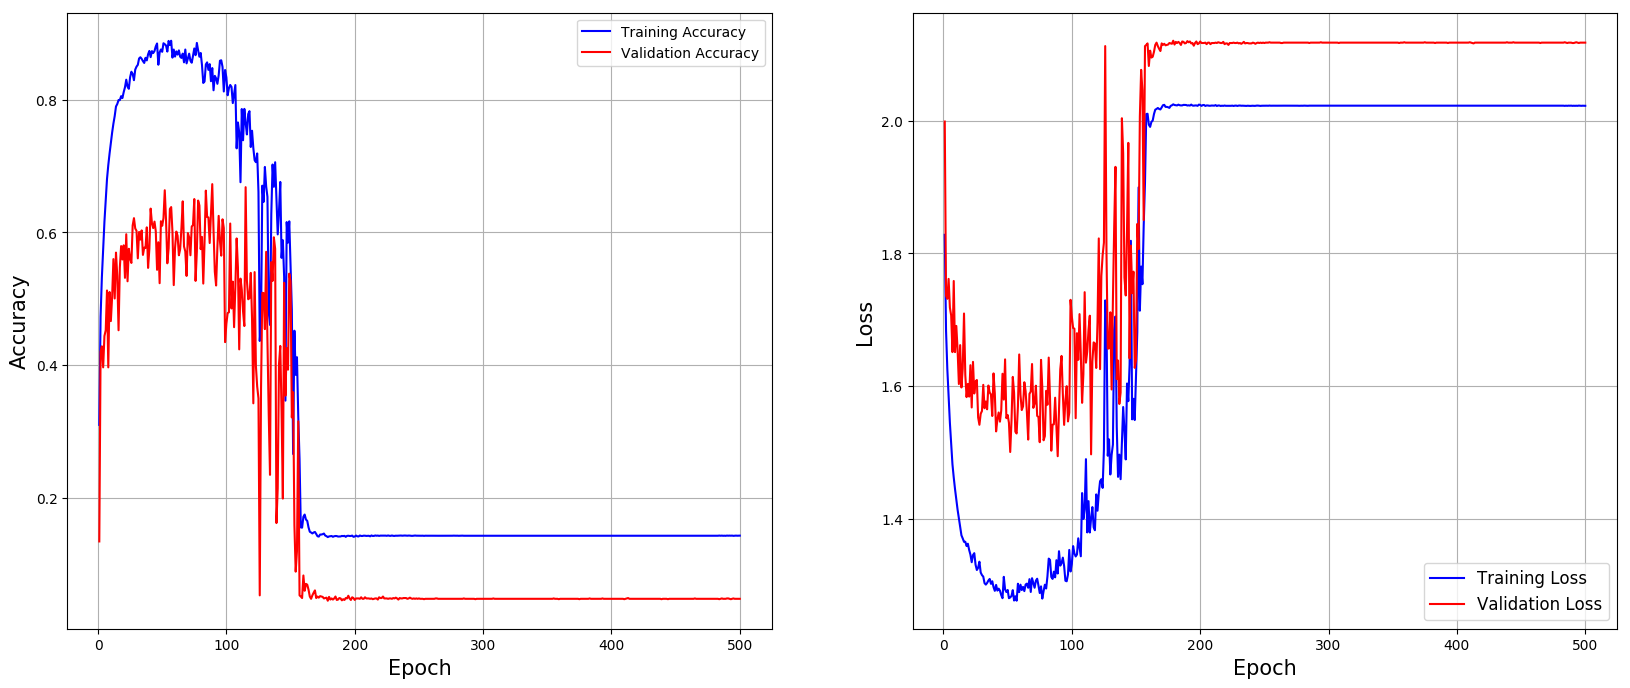 Training Accuracy
Validation Accuracy
0.8
0.6
0.4
0.2
Accuracy
0 100 200 300 400 500
Epoch
2.0
1.8
1.6
1.4
Loss
Training Loss
Validation Loss
0 100 200 300 400 500
Epoch